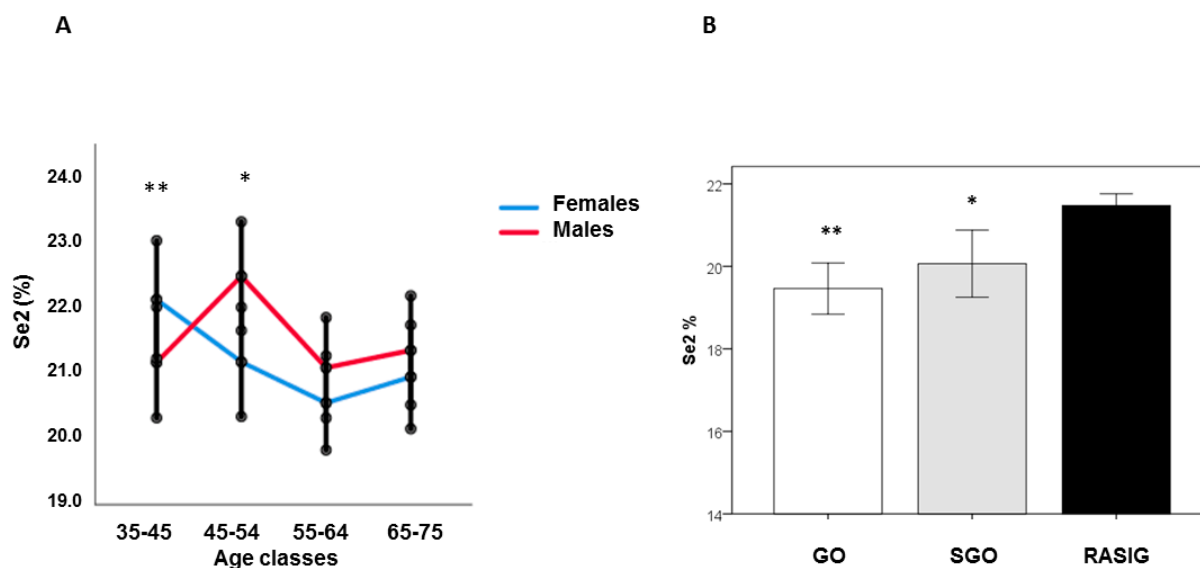 A
B
24.0
23.0
22.0
21.0
20.0
19.0
Se2 (%)
** *
35-45 45-54 55-64 65-75
Age classes
Females
Males
22
20
18
16
14
Se2 %
** *
GO SGO RASIG